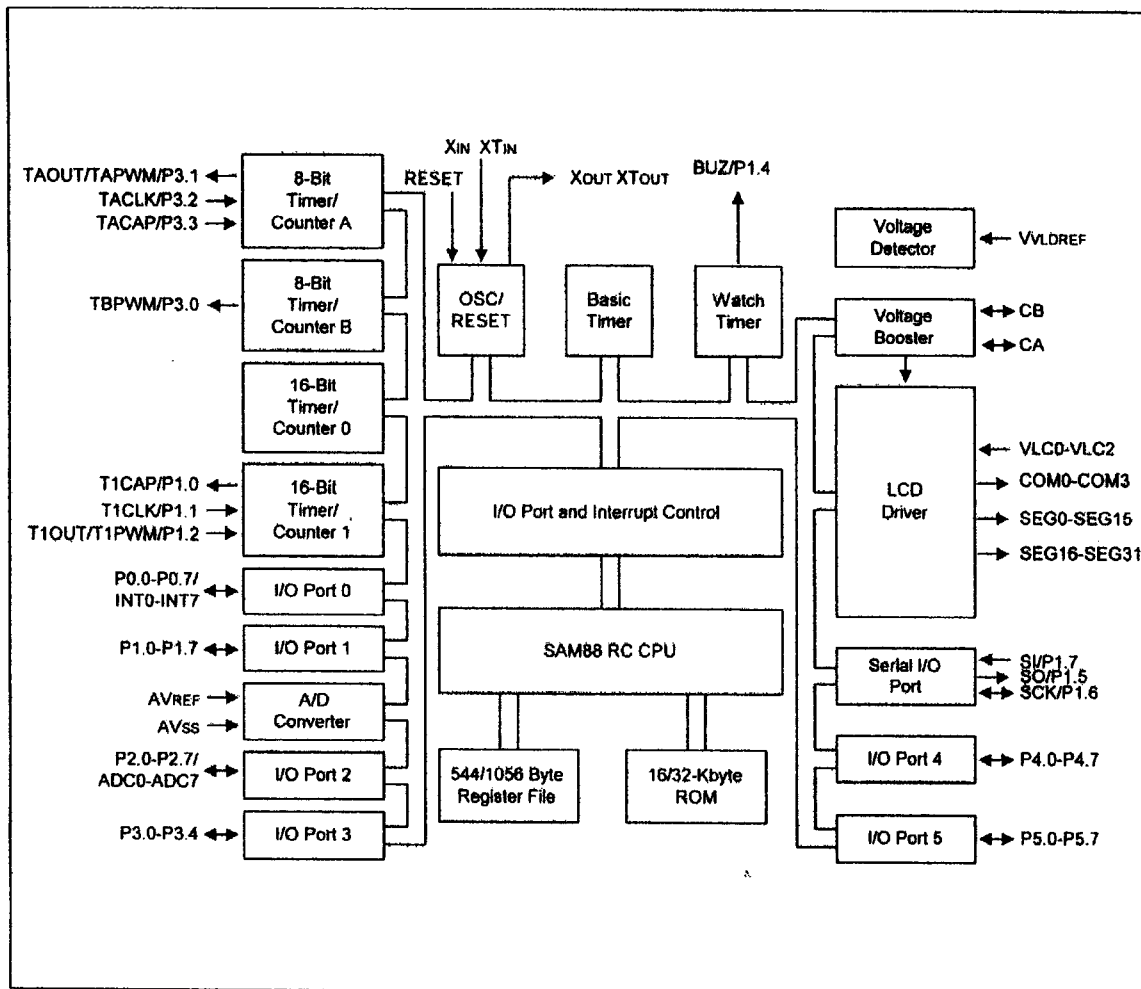 XIN XTIN
RESET
XOUT XTOUT
BUZ/P1.4
TAOUT/TAPWM/P3.1
TACLK/P3.2
TACAP/P3.3
8-Bit
Timer/
Counter A
TBPWM/P3.0
8-Bit
Timer/
Counter B
16-Bit
Timer/
Counter 0
T1CAP/P1.0
T1CLK/P1.1
T1OUT/T1PWM/P1.2
16-Bit
Timer/
Counter 1
P0.0-P0.7/
INT0-INT7
I/O Port 0
P1.0-P1.7
I/O Port 1
AVREF
AVSS
A/D
Converter
P2.0-P2.7/
ADC0-ADC7
I/O Port 2
P3.0-P3.4
I/O Port 3
OSC/
RESET
Basic
Timer
Watch
Timer
I/O Port and Interrupt Control
SAM88 RC CPU
544/1056 Byte
Register File
16/32-Kbyte
ROM
Voltage
Detector
VVLDREF
Voltage
Booster
CB
CA
LCD
Driver
VLC0-VLC2
COM0-COM3
SEG0-SEG15
SEG16-SEG31
Serial I/O
Port
SI/P1.7
SO/P1.5
SCK/P1.6
I/O Port 4
P4.0-P4.7
I/O Port 5
P5.0-P5.7